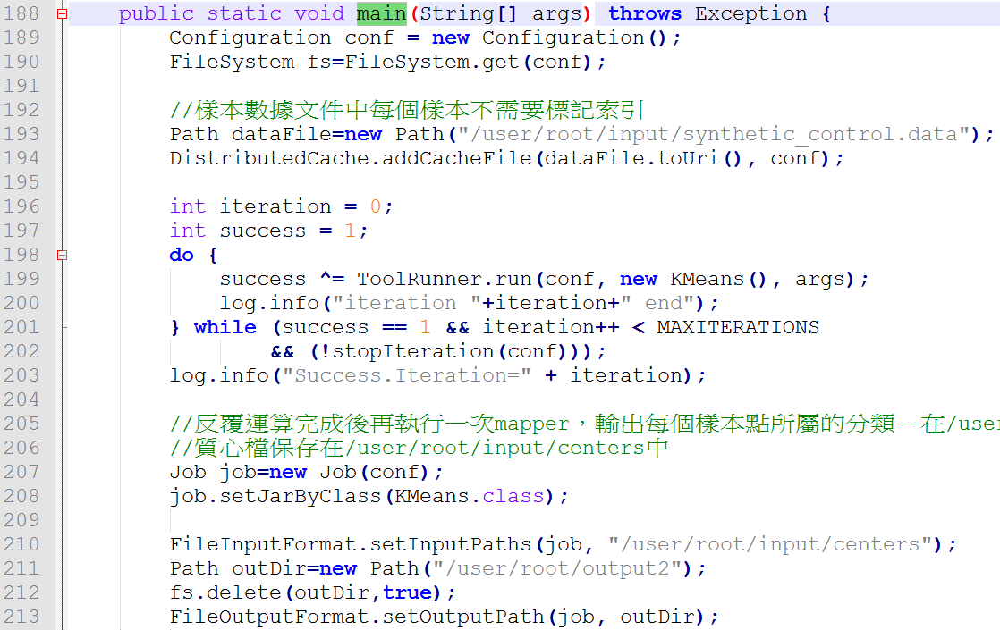 188 public static void main(String[] args) throws Exception {
189 Configuration conf = new Configuration();
190 FileSystem fs=FileSystem.get(conf);
191
192 //樣本數據文件中每個樣本不需要標記索引
193 Path dataFile=new Path("/user/root/input/synthetic_control.data");
194 DistributedCache.addCacheFile(dataFile.toUri(), conf);
195
196 int iteration = 0;
197 int success = 1;
198 do {
199 success ^= ToolRunner.run(conf, new KMeans(), args);
200 log.info("iteration "+iteration+" end");
201 } while (success == 1 && iteration++ < MAXITERATIONS
202 && (!stopIteration(conf)));
203 log.info("Success.Iteration=" + iteration);
204
205 //反覆運算完成後再執行一次mapper，輸出每個樣本點所屬的分類--在/user
206 //質心檔保存在/user/root/input/centers中
207 Job job=new Job(conf);
208 job.setJarByClass(KMeans.class);
209
210 FileInputFormat.setInputPaths(job, "/user/root/input/centers");
211 Path outDir=new Path("/user/root/output2");
212 fs.delete(outDir,true);
213 FileOutputFormat.setOutputPath(job, outDir);